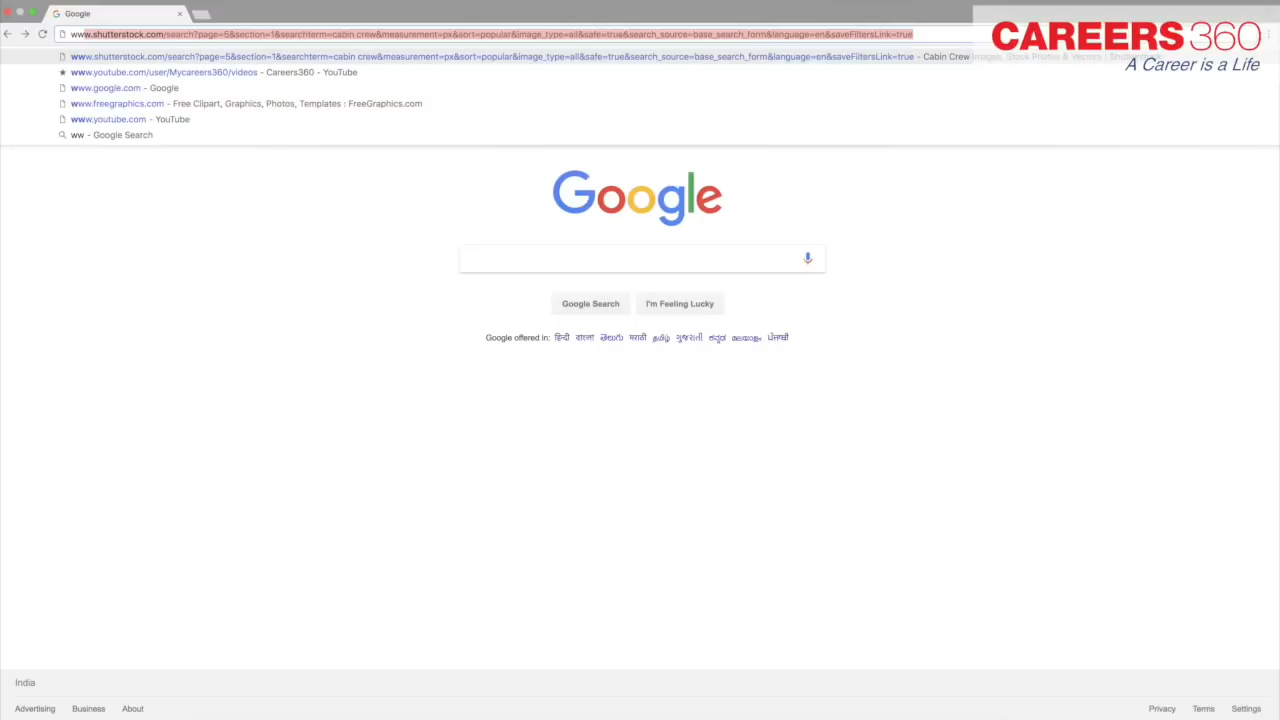 Google
www.shutterstock.com/search?page=5&section=1&searchterm=cabin crew&measurement=px&sort=popular&image_type=all&safe=true&search_source=base_search_form&language=en&saveFiltersLink=true
CAREERS360
A Career is a Life
www.shutterstock.com/search?page=5&section=1&searchterm=cabin crew&measurement=px&sort=popular&image_type=all&safe=true&search_source=base_search_form&language=en&saveFiltersLink=true - Cabin Crew Images, Stock Photos & Vectors |
www.youtube.com/user/Mycareers360/videos - Careers360 - YouTube
www.google.com - Google
www.freegraphics.com - Free Clipart, Graphics, Photos, Templates : FreeGraphics.com
www.youtube.com - YouTube
ww - Google Search
Google
Google Search I'm Feeling Lucky
Google offered in: हिन्दी বাংলা తెలుగు मराठी தமிழ் ગુજરાતી ಕನ್ನಡ മലയാളം ਪੰਜਾਬੀ
India
Advertising Business About Privacy Terms Settings